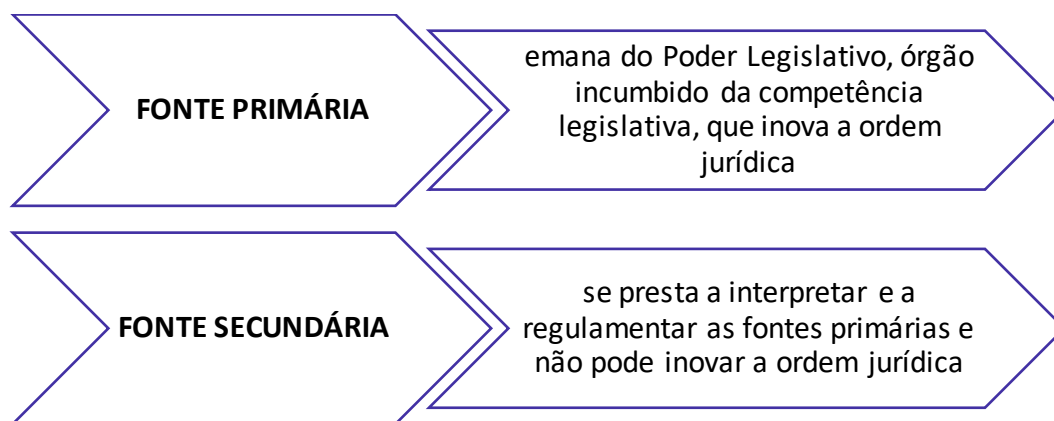 FONTE PRIMÁRIA
emana do Poder Legislativo, órgão
incumbido da competência
legislativa, que inova a ordem
jurídica
FONTE SECUNDÁRIA
se presta a interpretar e a
regulamentar as fontes primárias e
não pode inovar a ordem jurídica